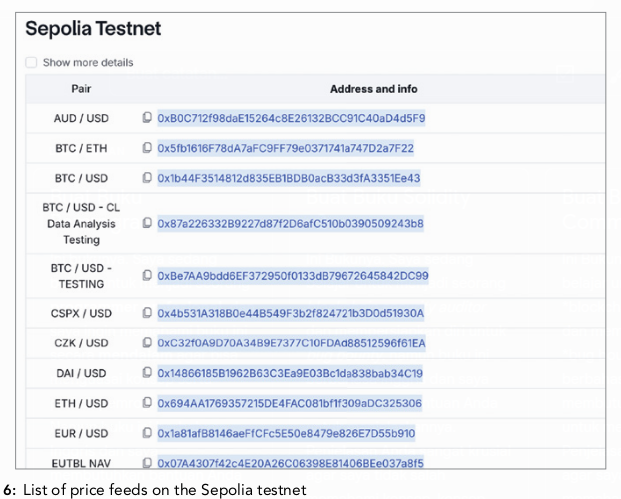 Sepolia Testnet
Show more details
Pair Address and info
AUD / USD 0xB0C712f98daE15264c8E26132BCC91C40aD4d5F9
BTC / ETH 0x5fb1616F78dA7aFC9FF79e0371741a747D2a7F22
BTC / USD 0x1b44F3514812d835EB1BDB0acB33d3fA3351Ee43
BTC / USD - CL
Data Analysis
Testing
0x87a226332B9227d87f2D6afC510b0390509243b8
BTC / USD -
TESTING
0xBe7AA9bdd6EF372950f0133dB79672645842DC99
CSPX / USD 0x4b531A318B0e44B549F3b2f824721b3D0d51930A
CZK / USD 0xC32f0A9D70A34B9E7377C10FDAd88512596f61EA
DAI / USD 0x14866185B1962B63C3Ea9E03Bc1da838bab34C19
ETH / USD 0x694AA1769357215DE4FAC081bf1f309aDC325306
EUR / USD 0x1a81afB8146aeFfCFc5E50e8479e826E7D55b910
EUTBL NAV 0x07A4307f42c4E20A26C06398E81406BEe037a8f5
6: List of price feeds on the Sepolia testnet